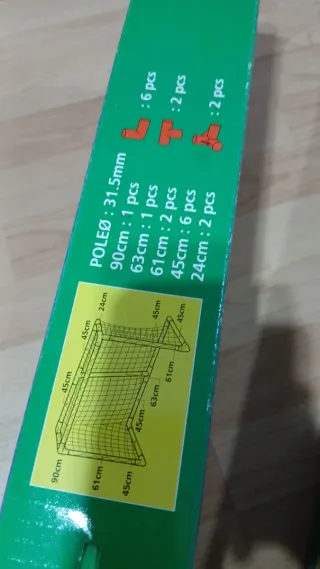 POLEØ : 31.5mm
90cm : 1 pcs
63cm : 1 pcs
61cm : 2 pcs
45cm : 6 pcs
24cm : 2 pcs
: 6 pcs
: 2 pcs
: 2 pcs
24cm
45cm
45cm
45cm
45cm
61cm
63cm
45cm
90cm
61cm
45cm